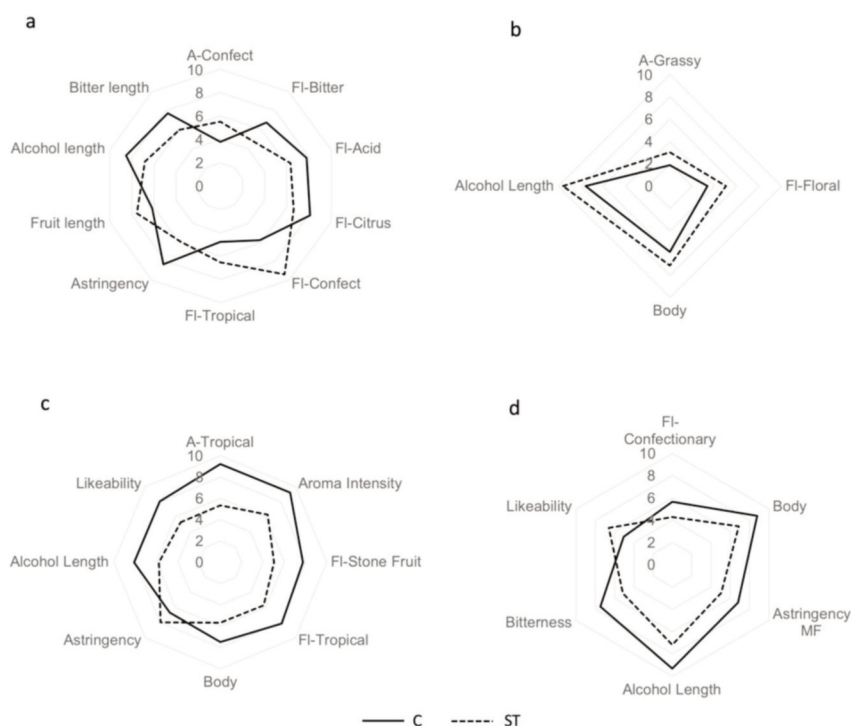 a
A-Confect
10
8
6
4
2
0
Fl-Bitter
Fl-Acid
Fl-Citrus
Fl-Confect
Fl-Tropical
Astringency
Fruit length
Alcohol length
Bitter length
b
A-Grassy
10
8
6
4
2
0
Fl-Floral
Body
Alcohol Length
c
A-Tropical
10
8
6
4
2
0
Aroma Intensity
Fl-Stone Fruit
Fl-Tropical
Body
Astringency
Alcohol Length
Likeability
d
Fl-
Confectionary
10
8
6
4
2
0
Body
Astringency
MF
Alcohol Length
Bitterness
Likeability
C ST